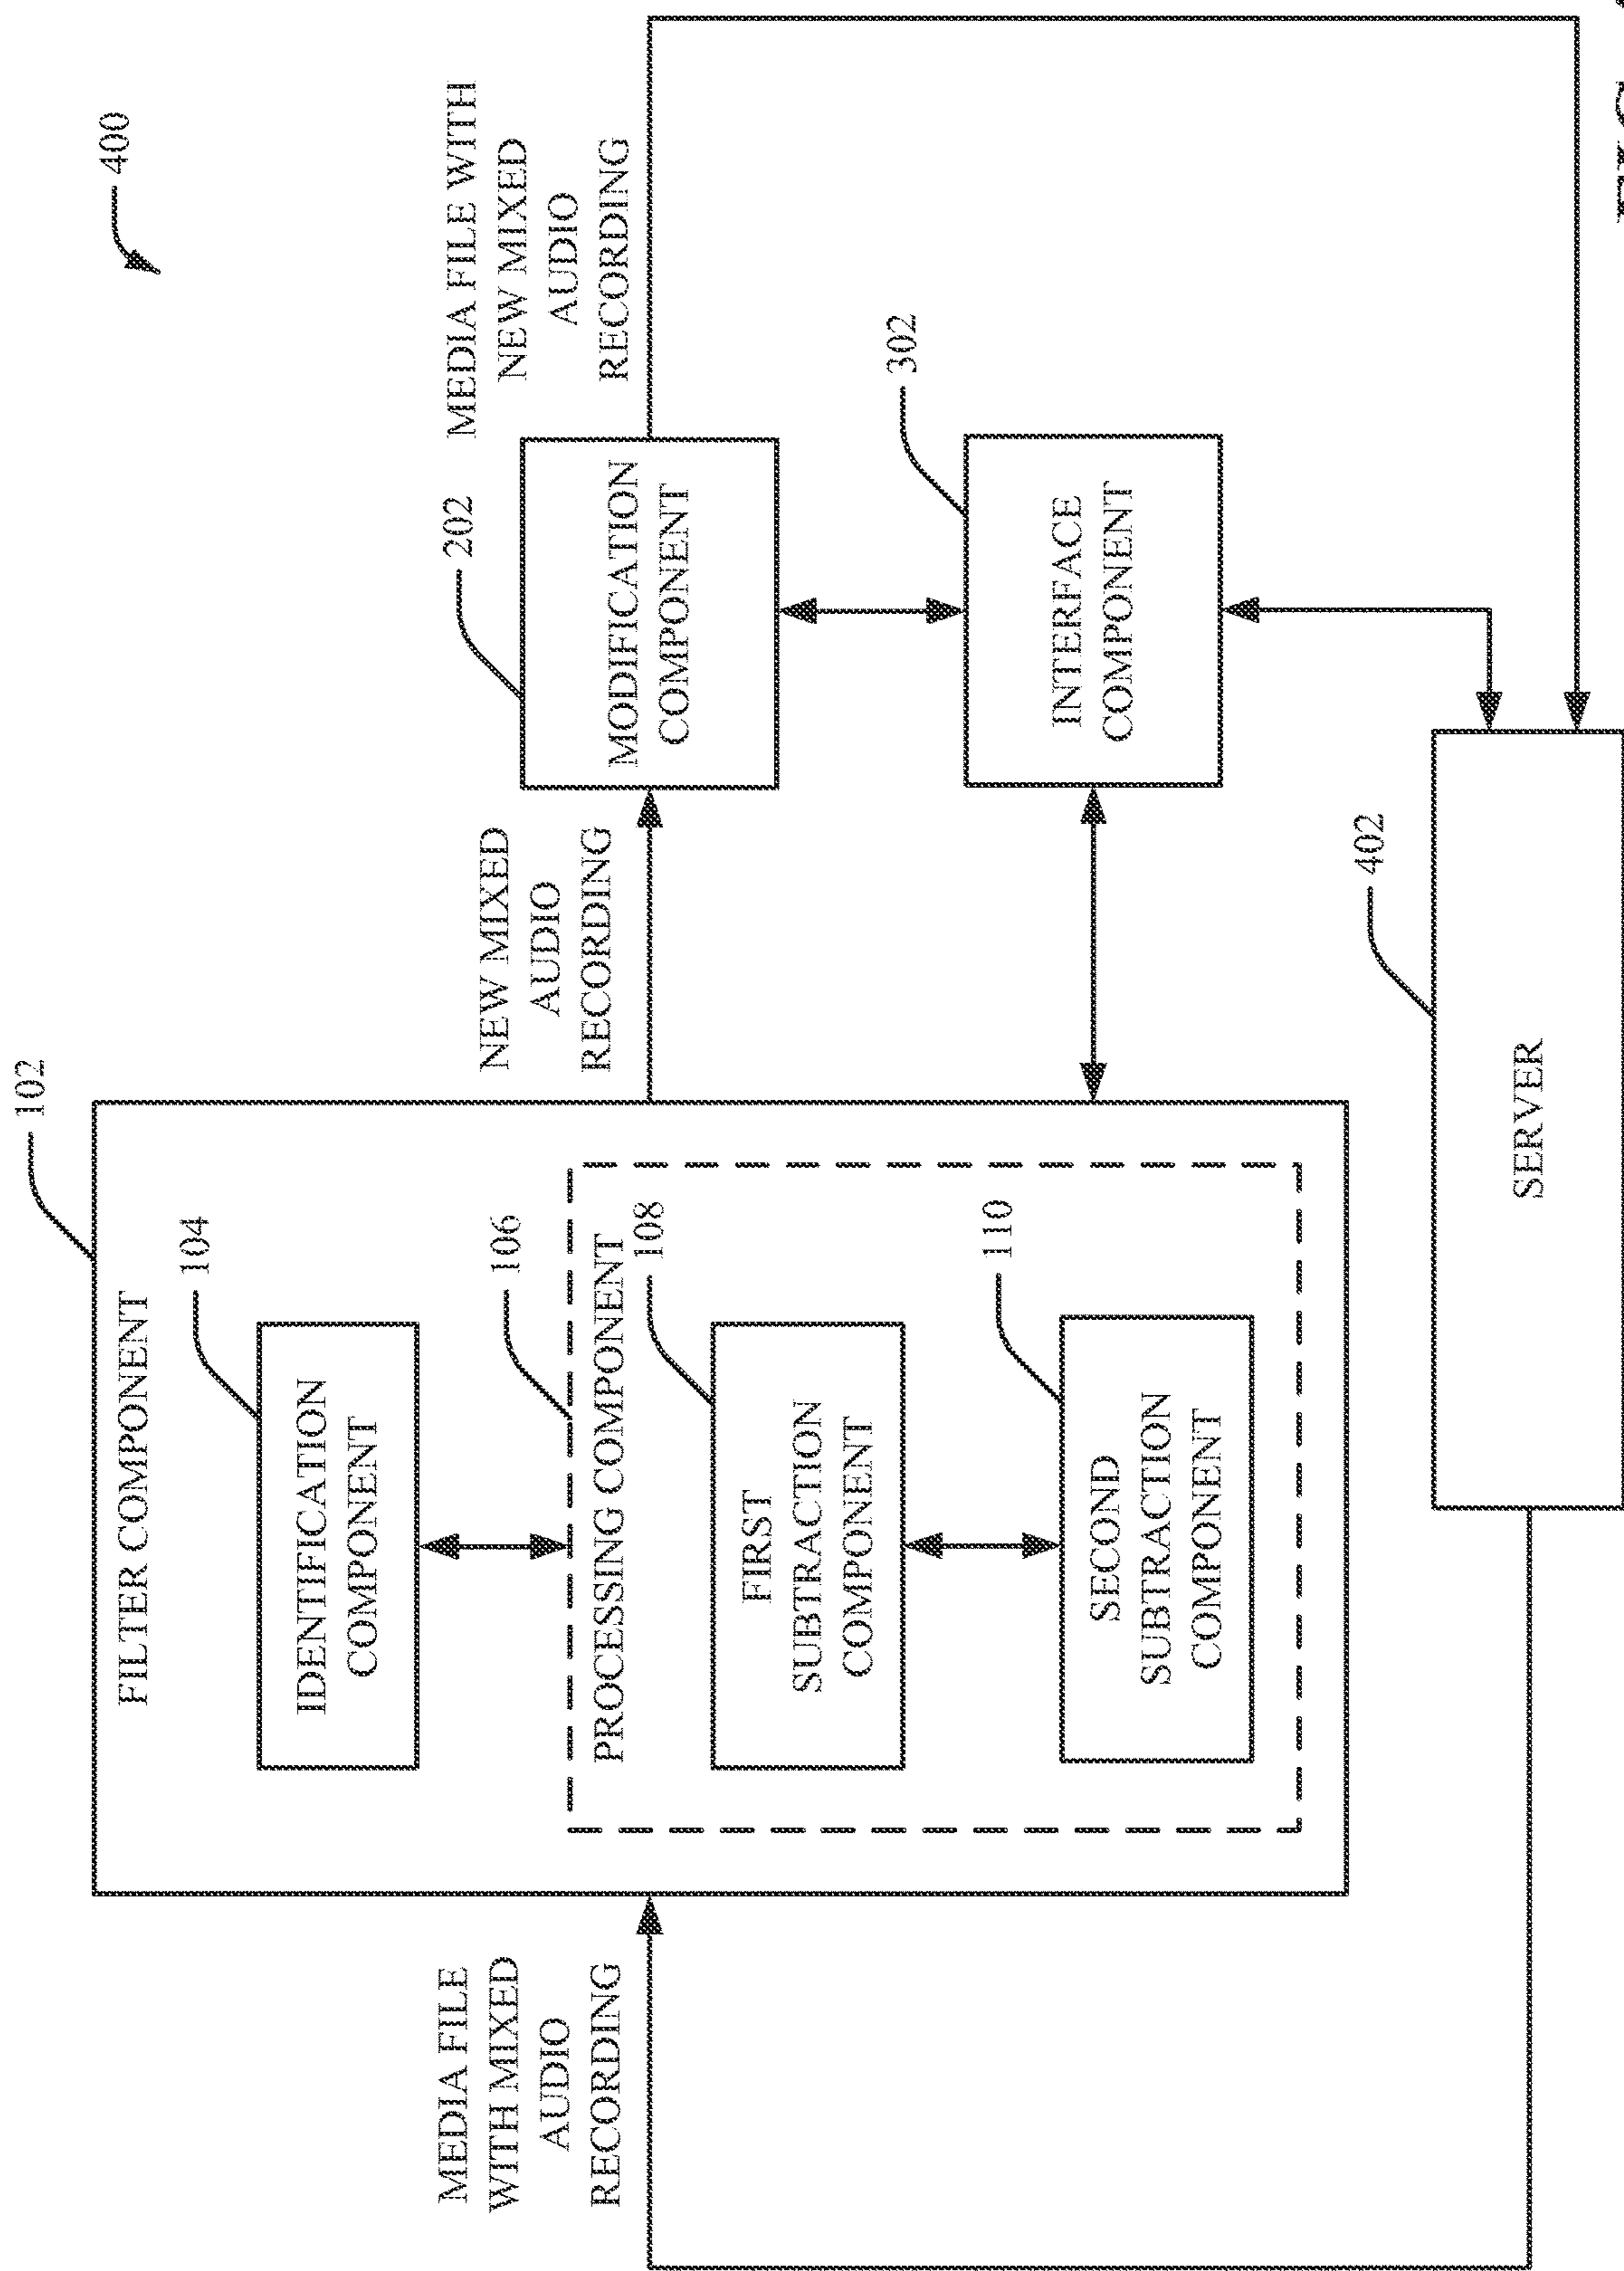 400
102
FILTER COMPONENT
104
IDENTIFICATION
COMPONENT
106
PROCESSING COMPONENT
108
FIRST
SUBTRACTION
COMPONENT
110
SECOND
SUBTRACTION
COMPONENT
MEDIA FILE
WITH MIXED
AUDIO
RECORDING
NEW MIXED
AUDIO
RECORDING
202
MODIFICATION
COMPONENT
MEDIA FILE WITH
NEW MIXED
AUDIO
RECORDING
302
INTERFACE
COMPONENT
402
SERVER